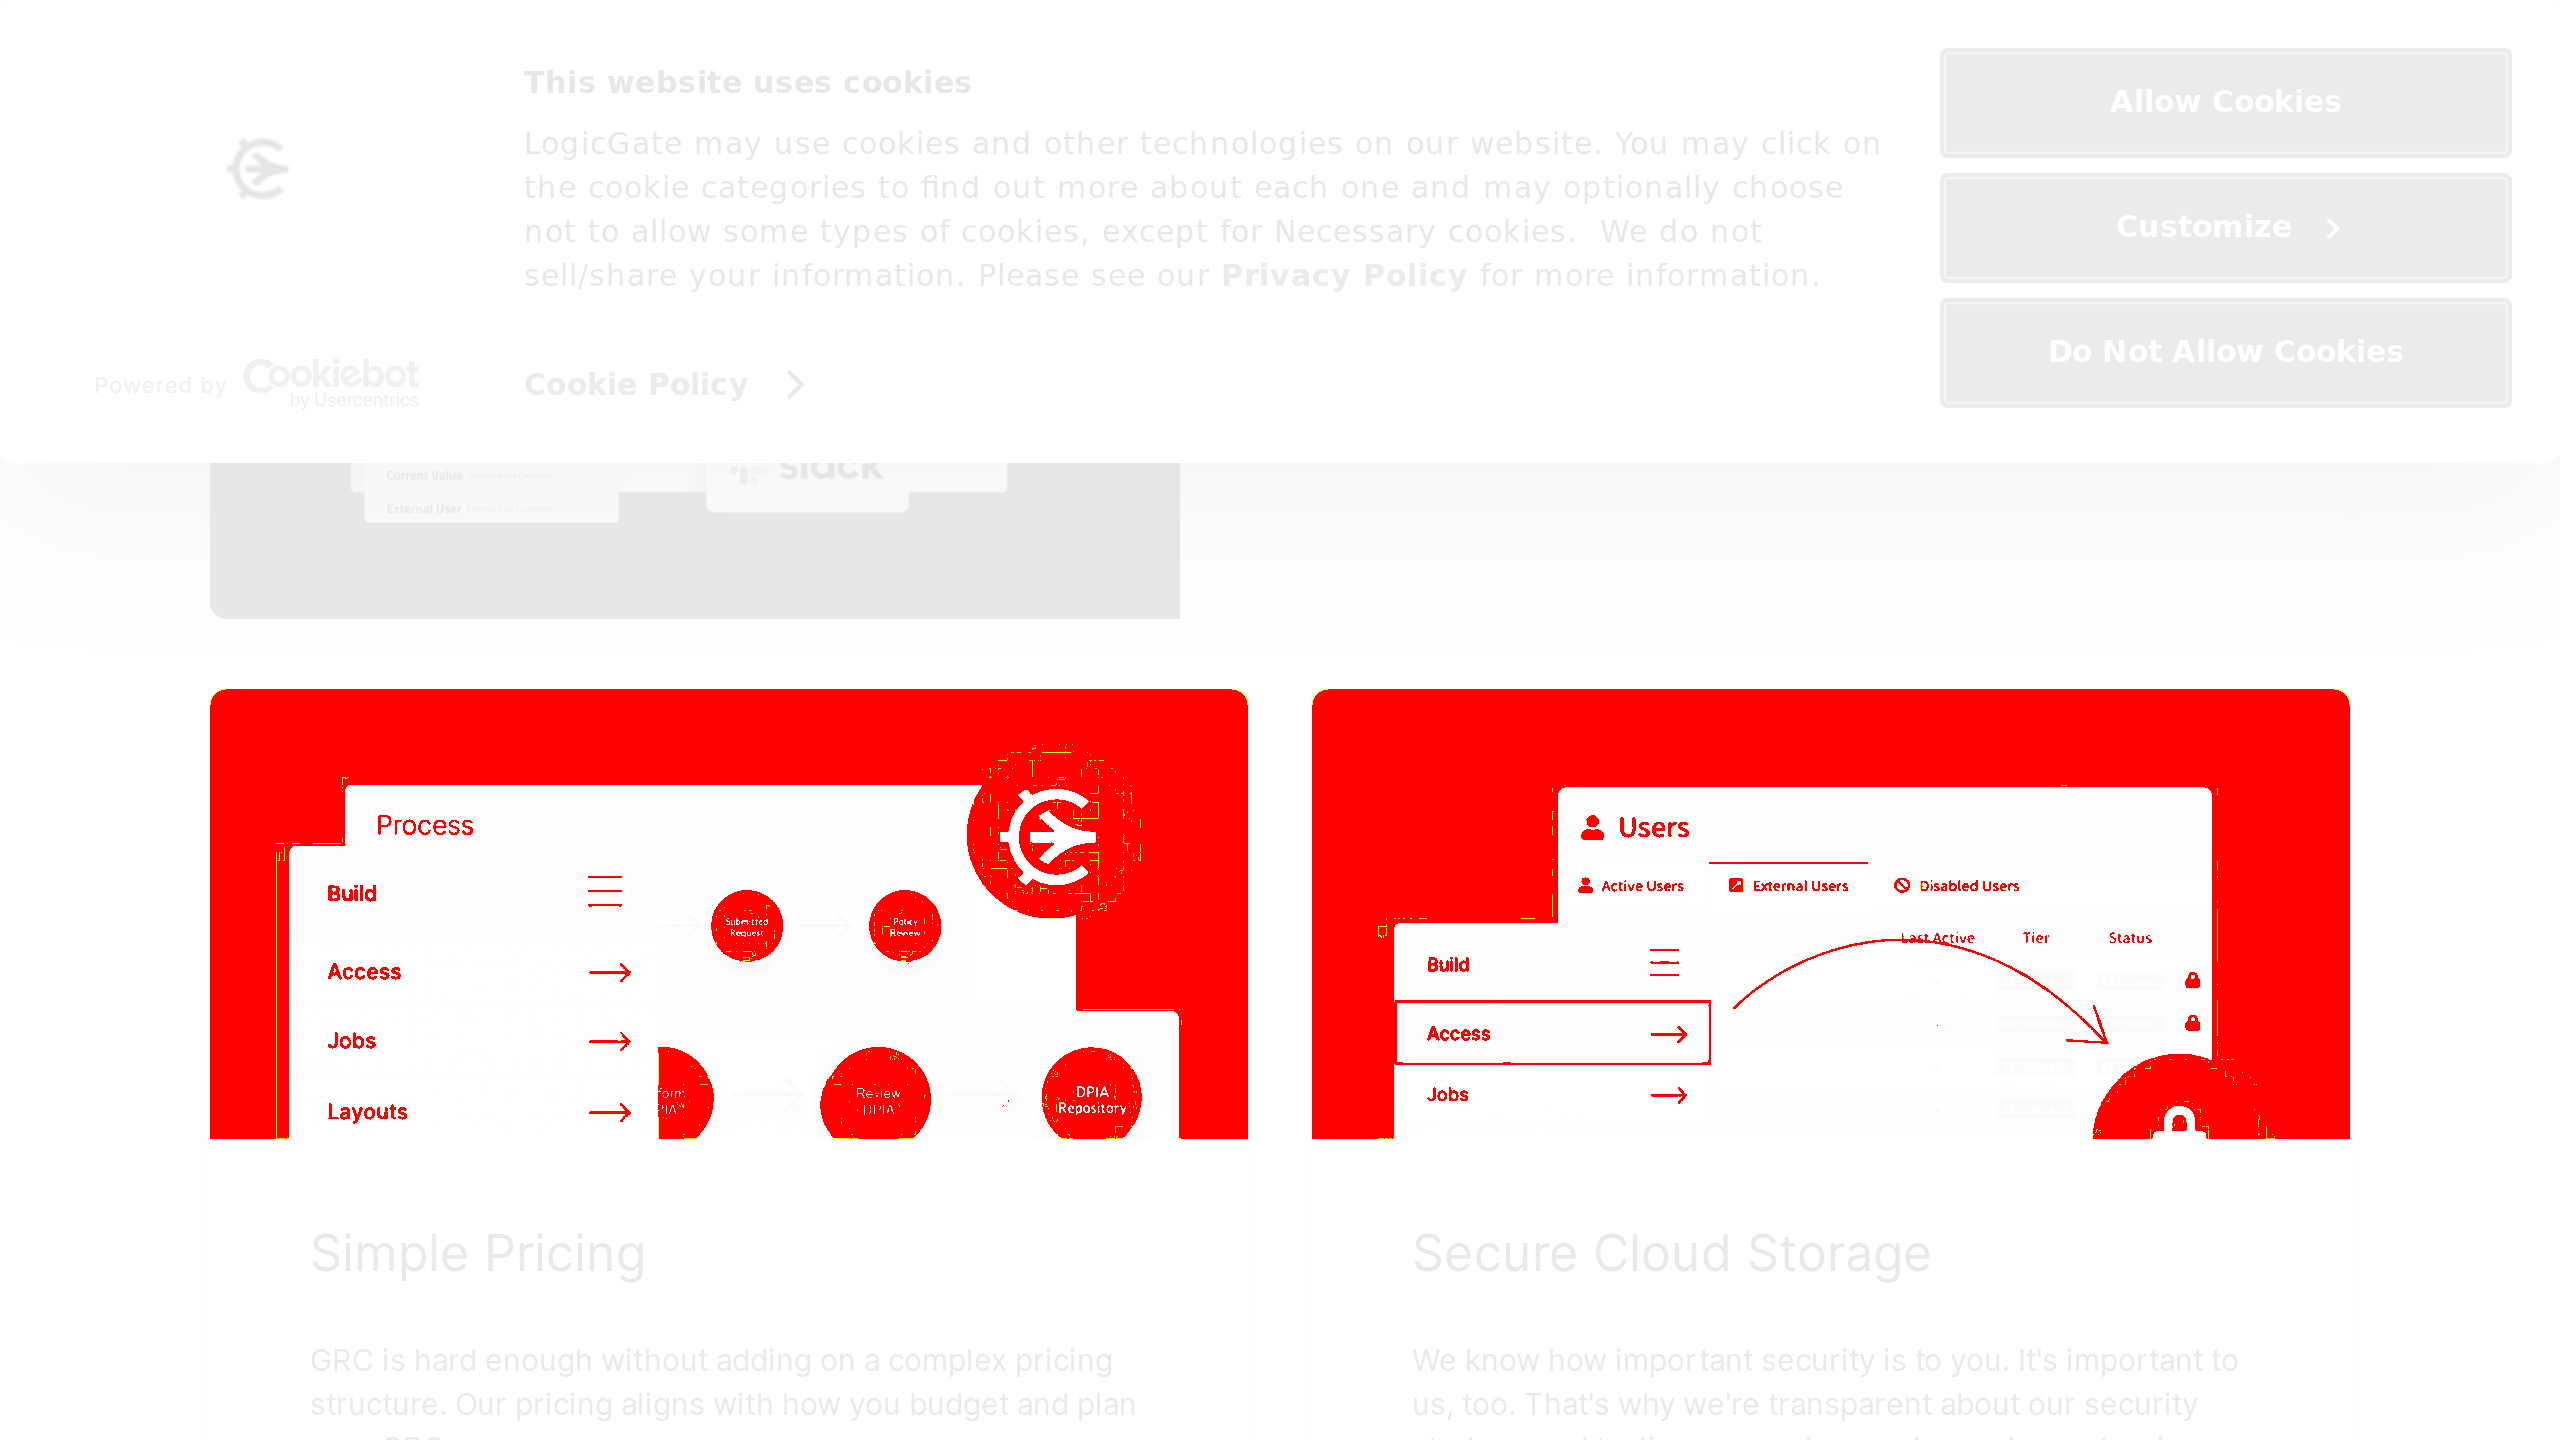 This website uses cookies
LogicGate may use cookies and other technologies on our website. You may click on
the cookie categories to find out more about each one and may optionally choose
not to allow some types of cookies, except for Necessary cookies.  We do not
sell/share your information. Please see our Privacy Policy for more information.
Allow Cookies
Customize
Do Not Allow Cookies
Powered by Cookiebot
by Usercentrics
Cookie Policy
Current Value
External User
slack
Process
Build
Access
Jobs
Layouts
Submitted
Request
Policy
Review
form
PIA
Review
DPIA
DPIA
Repository
Users
Active Users
External Users
Disabled Users
Last Active
Tier
Status
Build
Access
Jobs
Simple Pricing
GRC is hard enough without adding on a complex pricing
structure. Our pricing aligns with how you budget and plan
Secure Cloud Storage
We know how important security is to you. It's important to
us, too. That's why we're transparent about our security